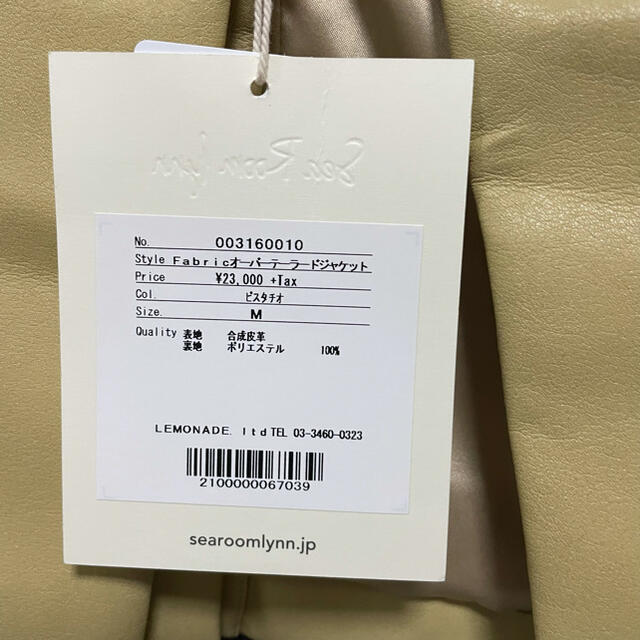 Sea Room lynn
No. 003160010
Style Fabricオーバーテーラードジャケット
Price ¥23,000 +Tax
Col. ピスタチオ
Size. M
Quality 表地 合成皮革
裏地 ポリエステル 100%
LEMONADE. ltd TEL 03-3460-0323
2100000067039
searoomlynn.jp